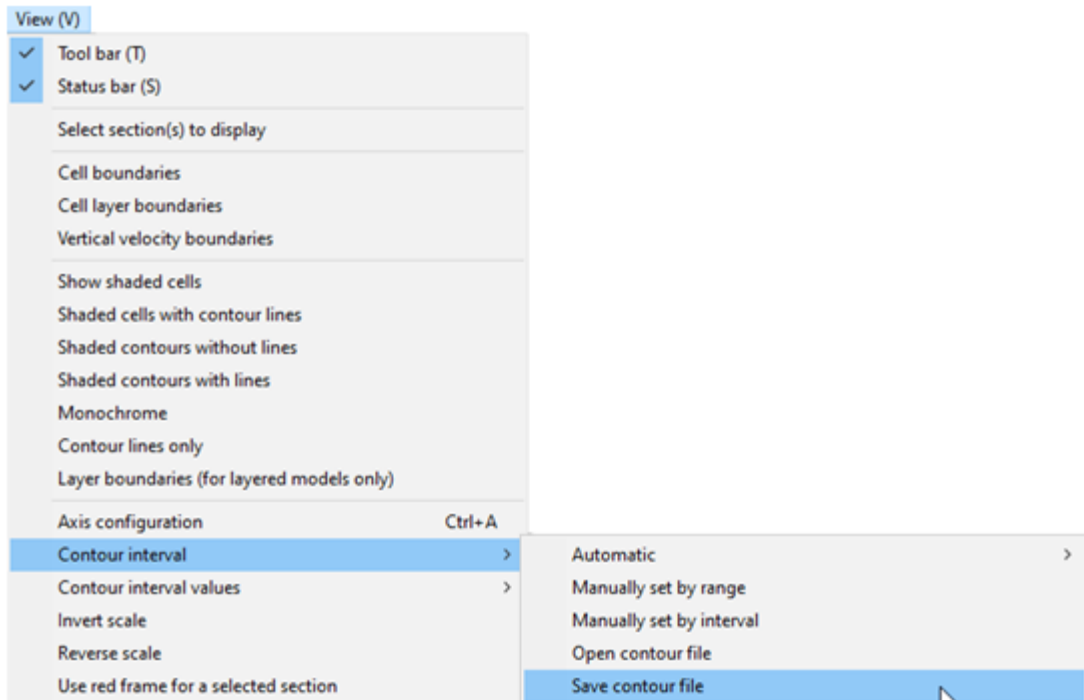 View (V)
Tool bar (T)
Status bar (S)
Select section(s) to display
Cell boundaries
Cell layer boundaries
Vertical velocity boundaries
Show shaded cells
Shaded cells with contour lines
Shaded contours without lines
Shaded contours with lines
Monochrome
Contour lines only
Layer boundaries (for layered models only)
Axis configuration Ctrl+A
Contour interval
Contour interval values
Invert scale
Reverse scale
Use red frame for a selected section
Automatic
Manually set by range
Manually set by interval
Open contour file
Save contour file